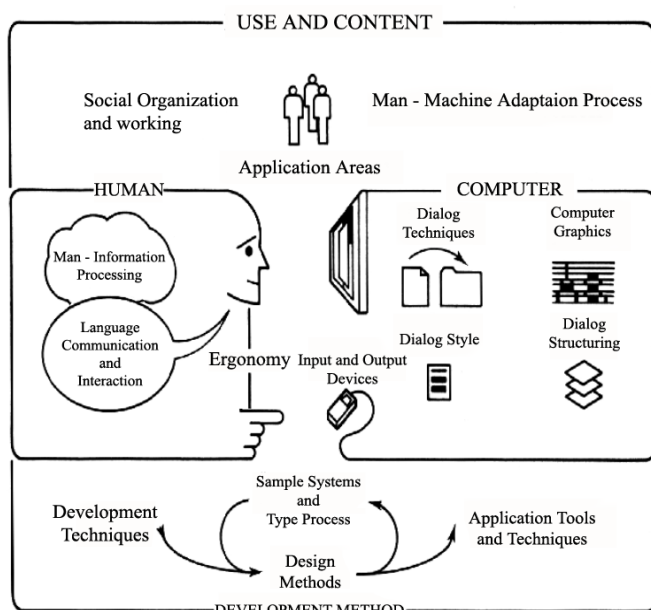 USE AND CONTENT
Social Organization
and working
Man - Machine Adaptaion Process
Application Areas
HUMAN
COMPUTER
Man - Information
Processing
Language
Communication
and
Interaction
Ergonomy
Input and Output
Devices
Dialog
Techniques
Computer
Graphics
Dialog Style
Dialog
Structuring
Development
Techniques
Sample Systems
and
Type Process
Design
Methods
Application Tools
and Techniques
DEVELOPMENT METHOD